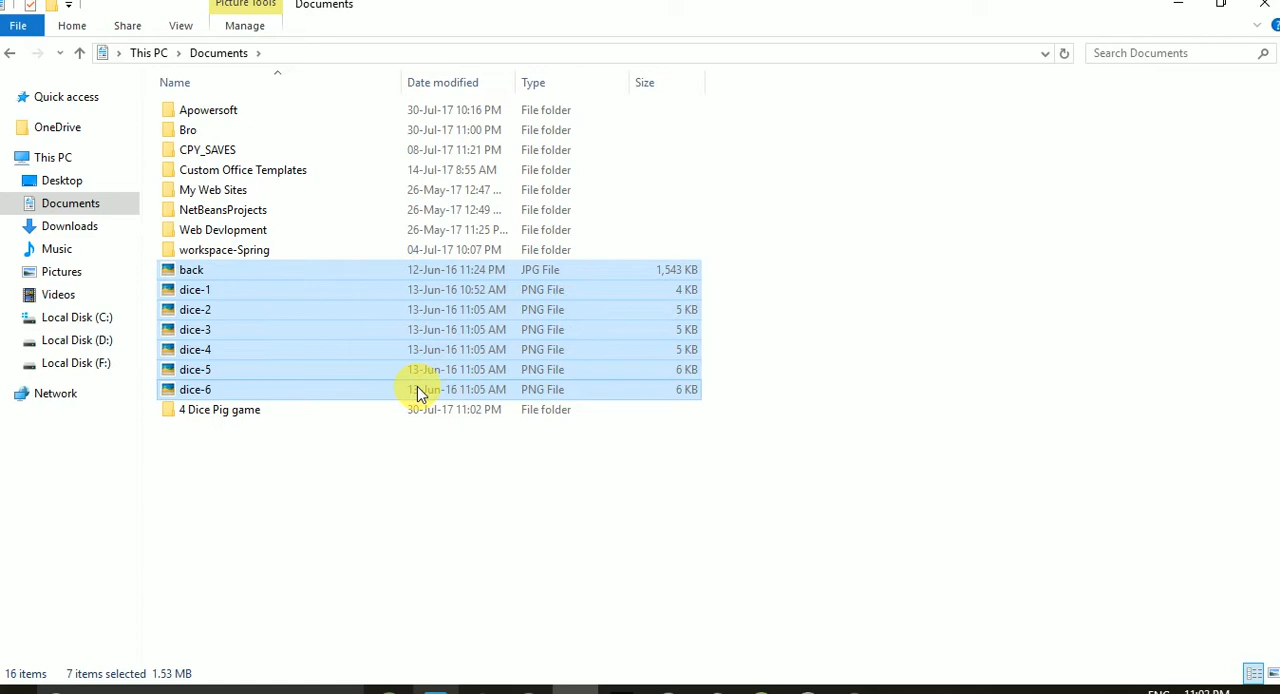 Picture Tools Documents
File Home Share View Manage
This PC Documents Search Documents
Name Date modified Type Size
Quick access
OneDrive
This PC
Desktop
Documents
Downloads
Music
Pictures
Videos
Local Disk (C:)
Local Disk (D:)
Local Disk (F:)
Network
Apowersoft 30-Jul-17 10:16 PM File folder
Bro 30-Jul-17 11:00 PM File folder
CPY_SAVES 08-Jul-17 11:21 PM File folder
Custom Office Templates 14-Jul-17 8:55 AM File folder
My Web Sites 26-May-17 12:47 ... File folder
NetBeansProjects 26-May-17 12:49 ... File folder
Web Devlopment 26-May-17 11:25 P... File folder
workspace-Spring 04-Jul-17 10:07 PM File folder
back 12-Jun-16 11:24 PM JPG File 1,543 KB
dice-1 13-Jun-16 10:52 AM PNG File 4 KB
dice-2 13-Jun-16 11:05 AM PNG File 5 KB
dice-3 13-Jun-16 11:05 AM PNG File 5 KB
dice-4 13-Jun-16 11:05 AM PNG File 5 KB
dice-5 13-Jun-16 11:05 AM PNG File 6 KB
dice-6 13-Jun-16 11:05 AM PNG File 6 KB
4 Dice Pig game 30-Jul-17 11:02 PM File folder
16 items 7 items selected 1.53 MB
ENG 11:02 PM